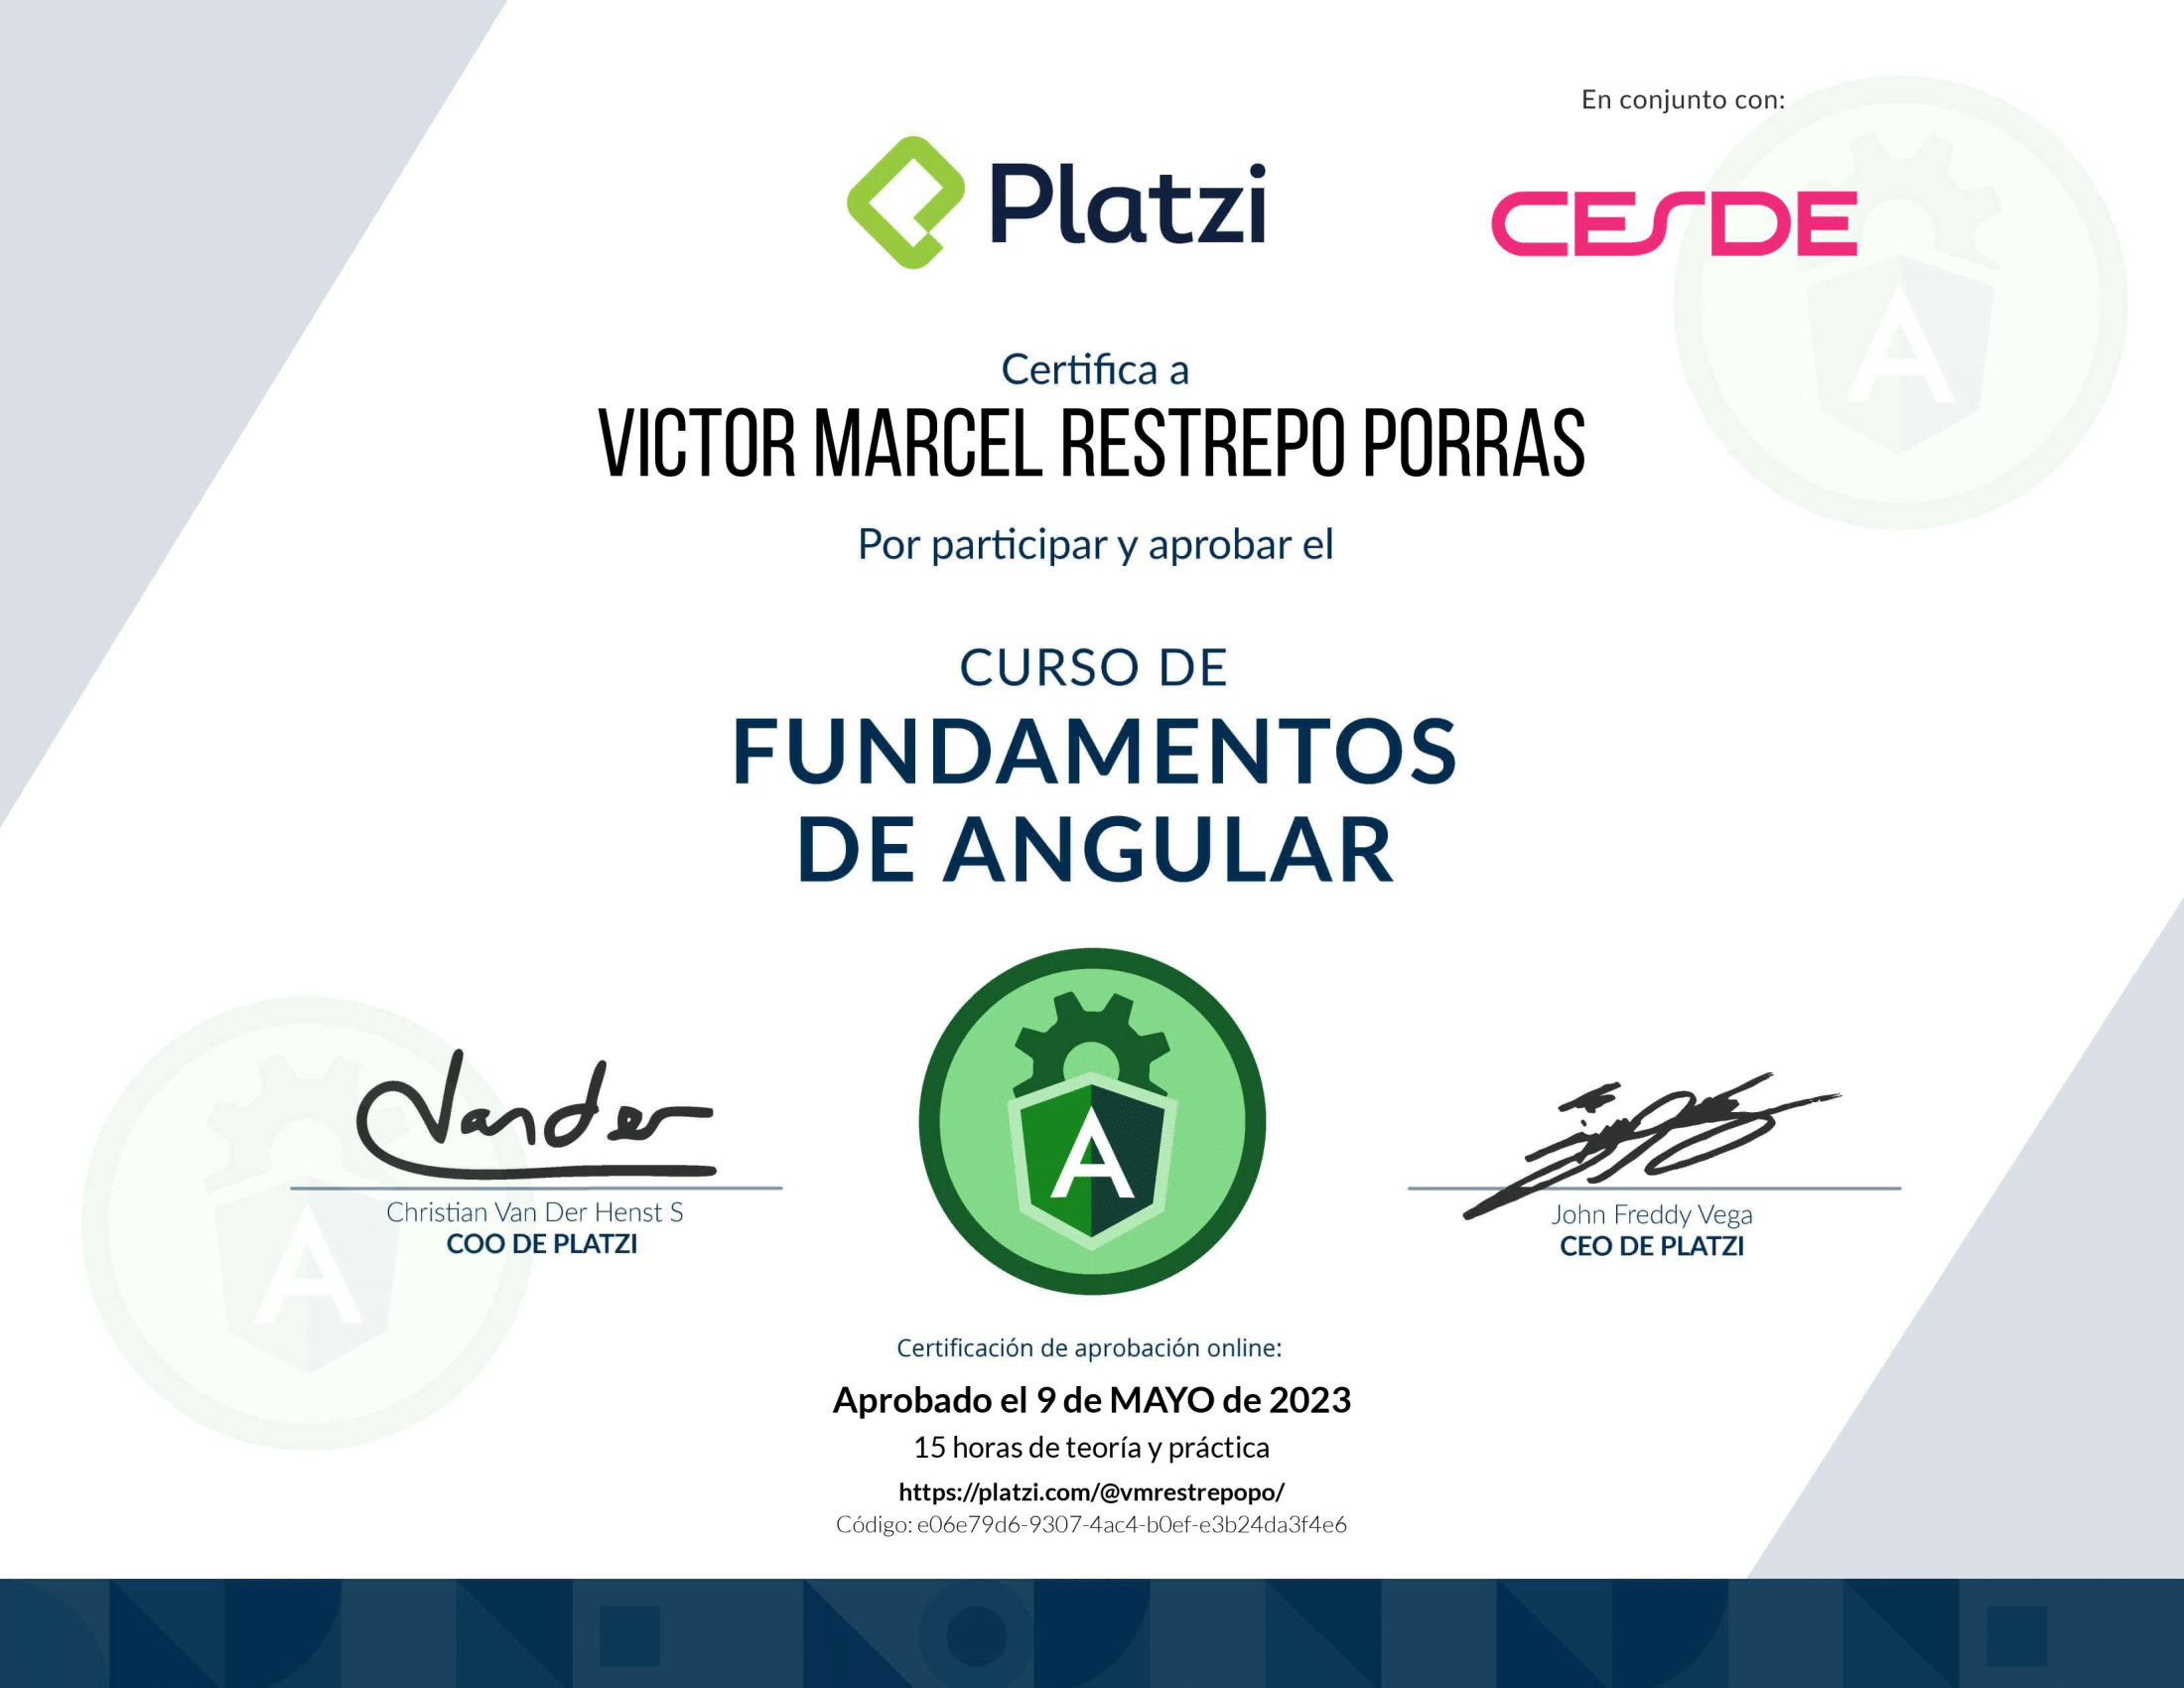 En conjunto con:
Platzi
CESDE
Certifica a
VICTOR MARCEL RESTREPO PORRAS
Por participar y aprobar el
CURSO DE
FUNDAMENTOS
DE ANGULAR
Vander
A
Christian Van Der Henst S
COO DE PLATZI
John Freddy Vega
CEO DE PLATZI
Certificación de aprobación online:
Aprobado el 9 de MAYO de 2023
15 horas de teoría y práctica
https://platzi.com/@vmrestrepopo/
Código: e06e79d6-9307-4ac4-b0ef-e3b24da3f4e6